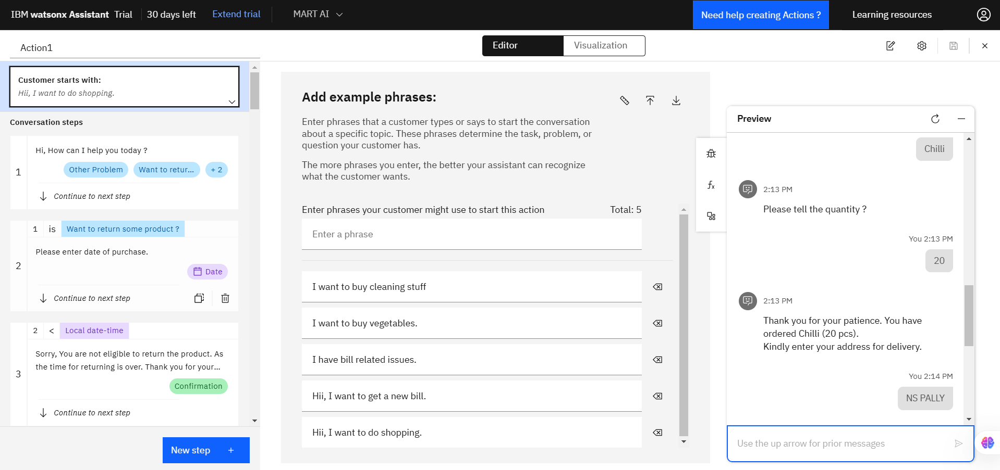 IBM watsonx Assistant Trial 30 days left Extend trial MART AI Need help creating Actions ? Learning resources
Action1
Editor Visualization
Customer starts with:
Hii, I want to do shopping.
Conversation steps
1
Hi, How can I help you today ?
Other Problem Want to retur... + 2
Continue to next step
2
1 is Want to return some product ?
Please enter date of purchase.
Date
Continue to next step
3
2 < Local date-time
Sorry, You are not eligible to return the product. As
the time for returning is over. Thank you for your...
Confirmation
Continue to next step
New step +
Add example phrases:
Enter phrases that a customer types or says to start the conversation
about a specific topic. These phrases determine the task, problem, or
question your customer has.
The more phrases you enter, the better your assistant can recognize
what the customer wants.
Enter phrases your customer might use to start this action Total: 5
Enter a phrase
I want to buy cleaning stuff
I want to buy vegetables.
I have bill related issues.
Hii, I want to get a new bill.
Hii, I want to do shopping.
fx
Preview
Chilli
2:13 PM
Please tell the quantity ?
You 2:13 PM
20
2:13 PM
Thank you for your patience. You have
ordered Chilli (20 pcs).
Kindly enter your address for delivery.
You 2:14 PM
NS PALLY
Use the up arrow for prior messages